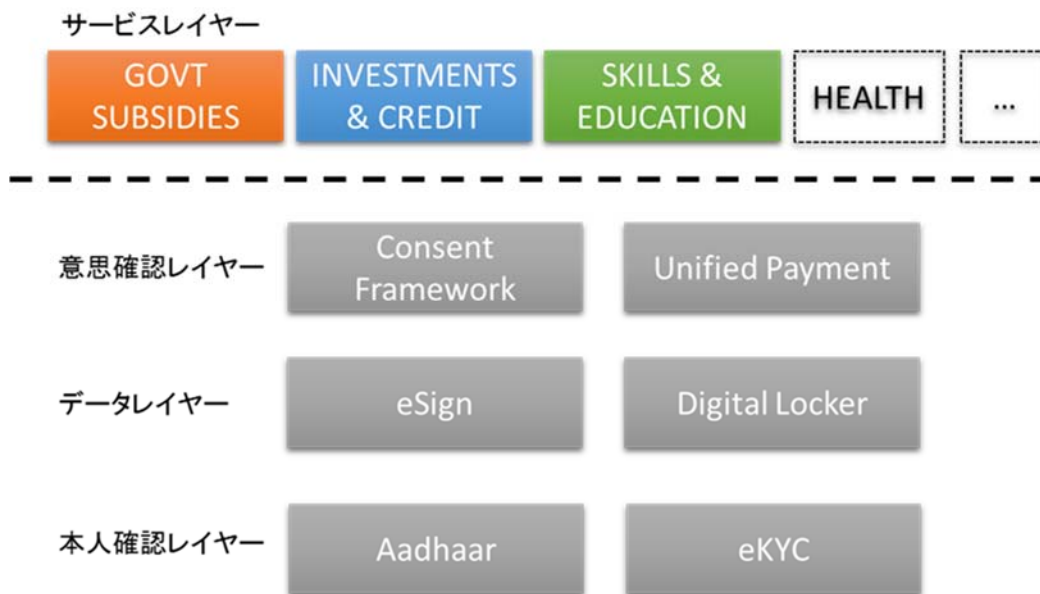 サービスレイヤー
GOVT
SUBSIDIES
INVESTMENTS
& CREDIT
SKILLS &
EDUCATION
HEALTH
...
意思確認レイヤー
Consent
Framework
Unified Payment
データレイヤー
eSign
Digital Locker
本人確認レイヤー
Aadhaar
eKYC